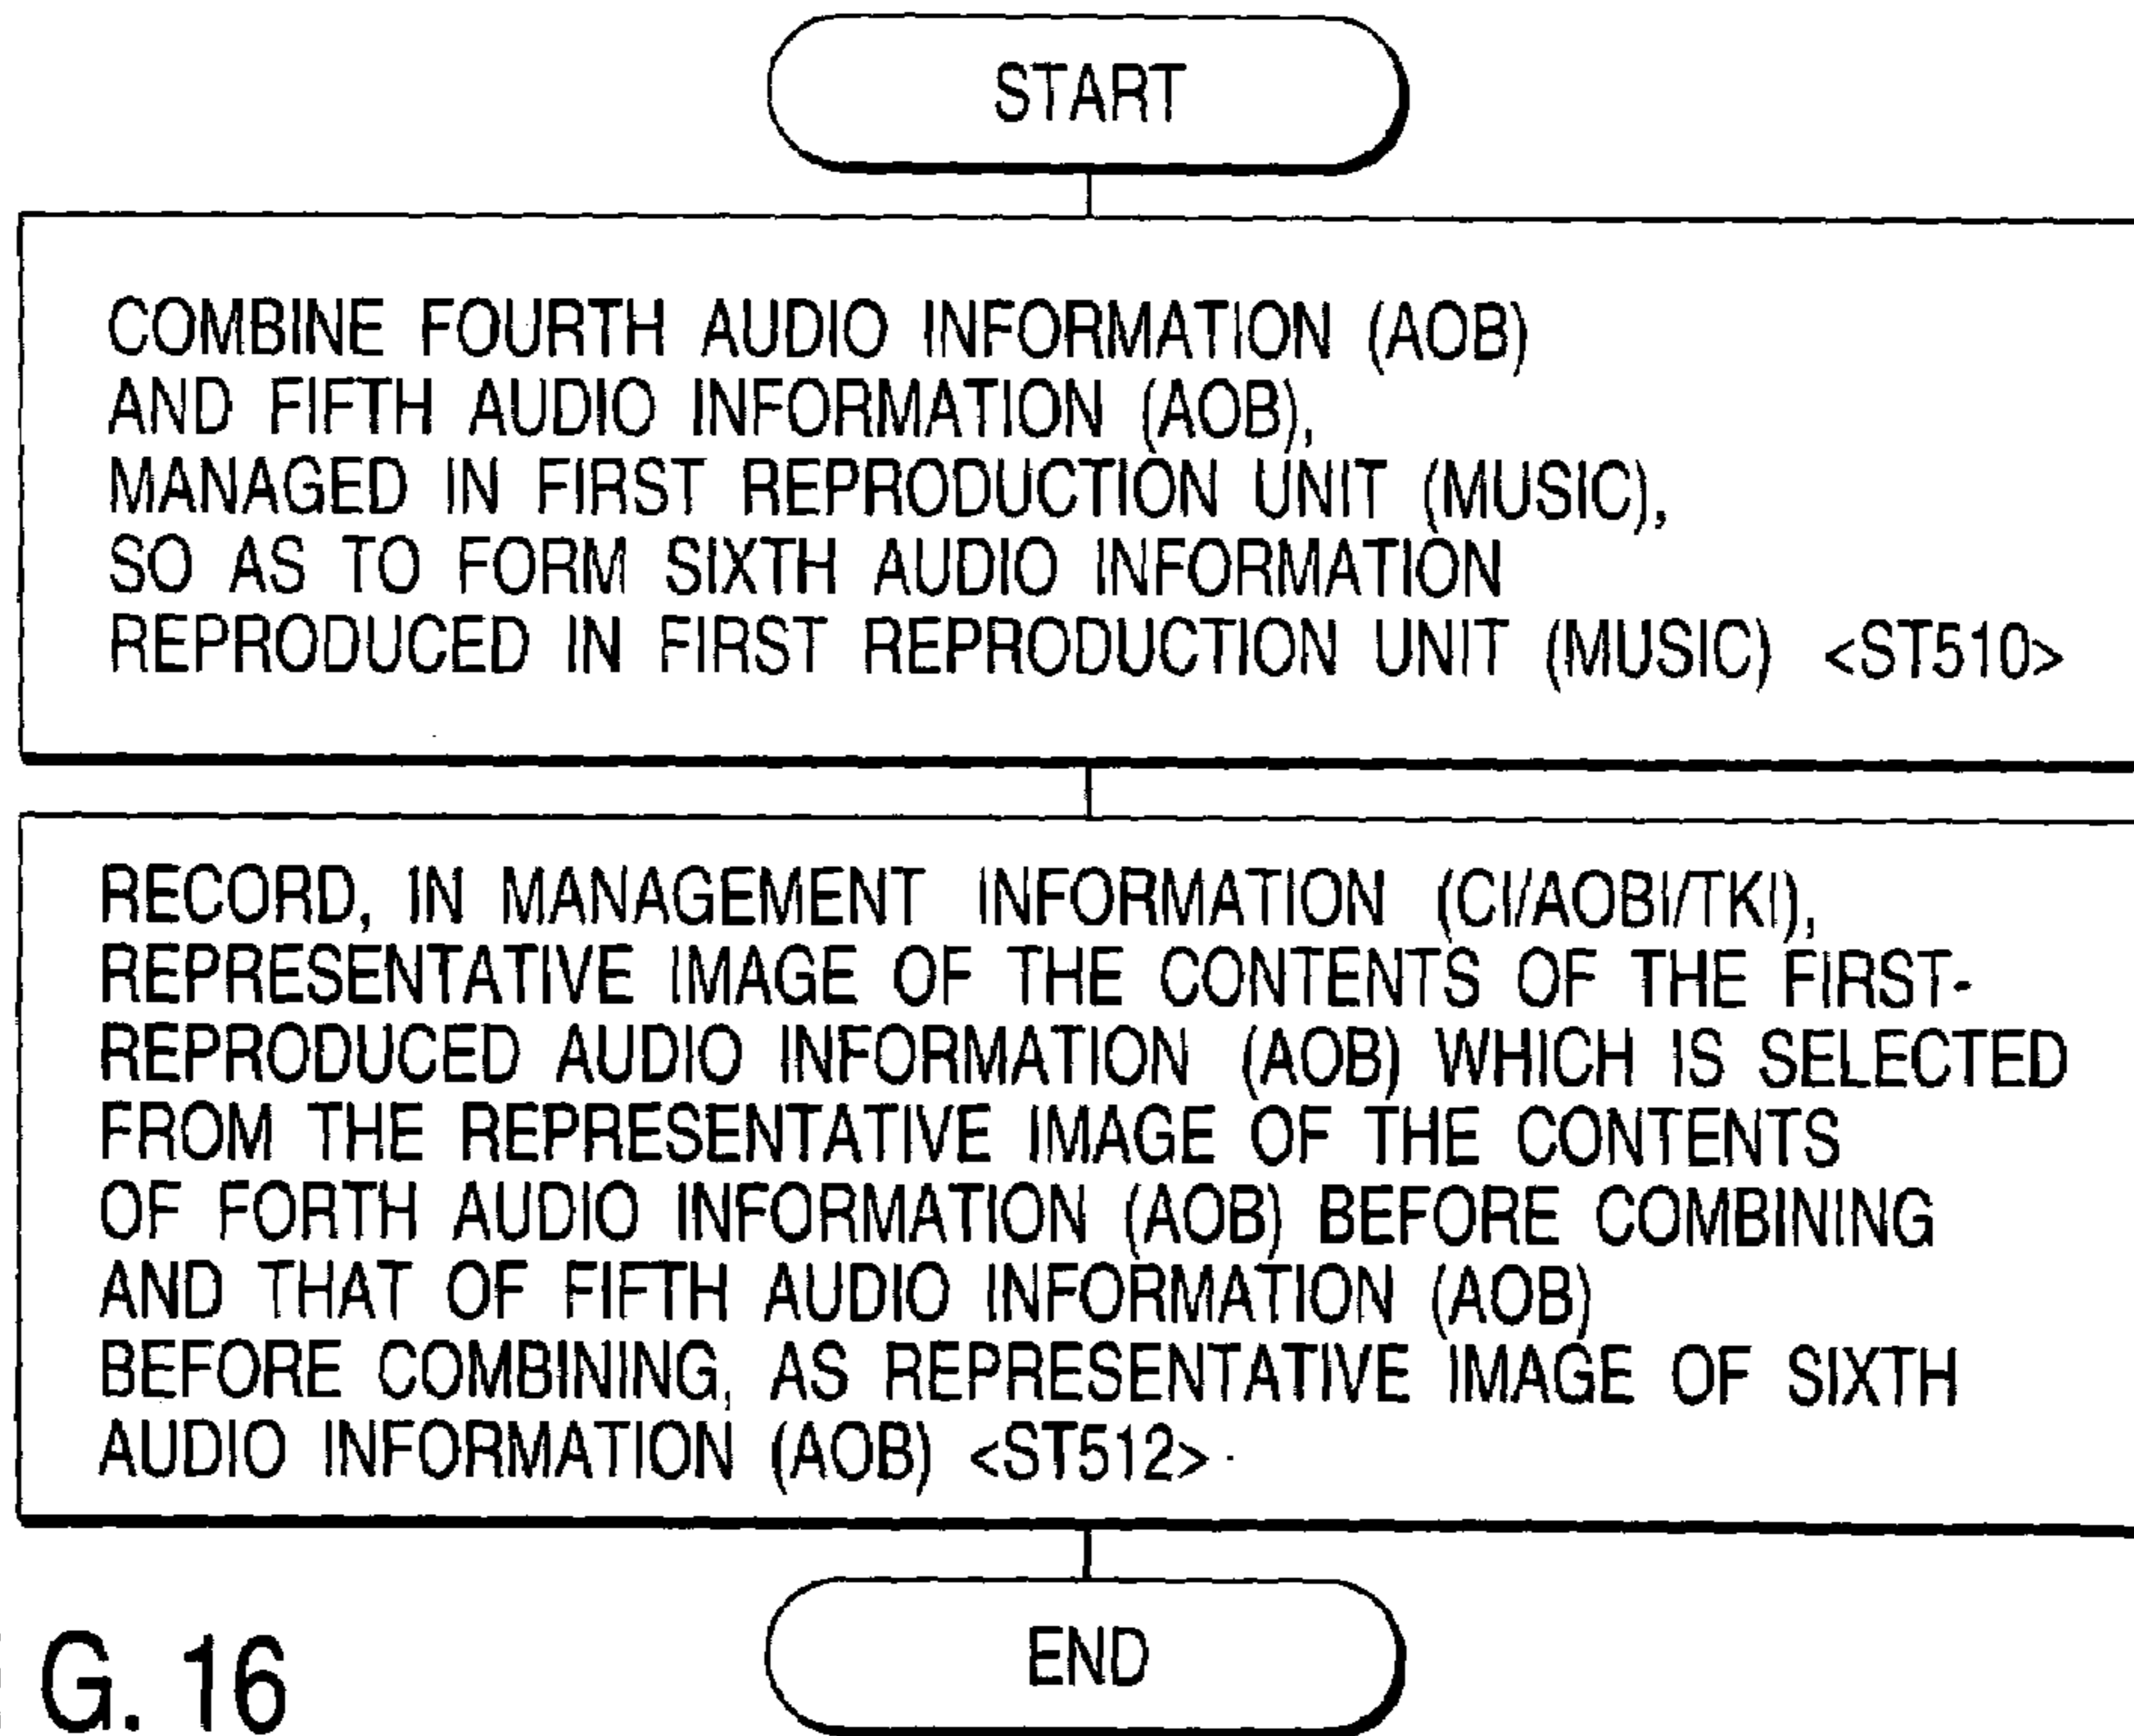 START
COMBINE FOURTH AUDIO INFORMATION (AOB)
AND FIFTH AUDIO INFORMATION (AOB),
MANAGED IN FIRST REPRODUCTION UNIT (MUSIC),
SO AS TO FORM SIXTH AUDIO INFORMATION
REPRODUCED IN FIRST REPRODUCTION UNIT (MUSIC) <ST510>
RECORD, IN MANAGEMENT INFORMATION (CI/AOBI/TKI),
REPRESENTATIVE IMAGE OF THE CONTENTS OF THE FIRST-
REPRODUCED AUDIO INFORMATION (AOB) WHICH IS SELECTED
FROM THE REPRESENTATIVE IMAGE OF THE CONTENTS
OF FORTH AUDIO INFORMATION (AOB) BEFORE COMBINING
AND THAT OF FIFTH AUDIO INFORMATION (AOB)
BEFORE COMBINING, AS REPRESENTATIVE IMAGE OF SIXTH
AUDIO INFORMATION (AOB) <ST512>
END
G. 16